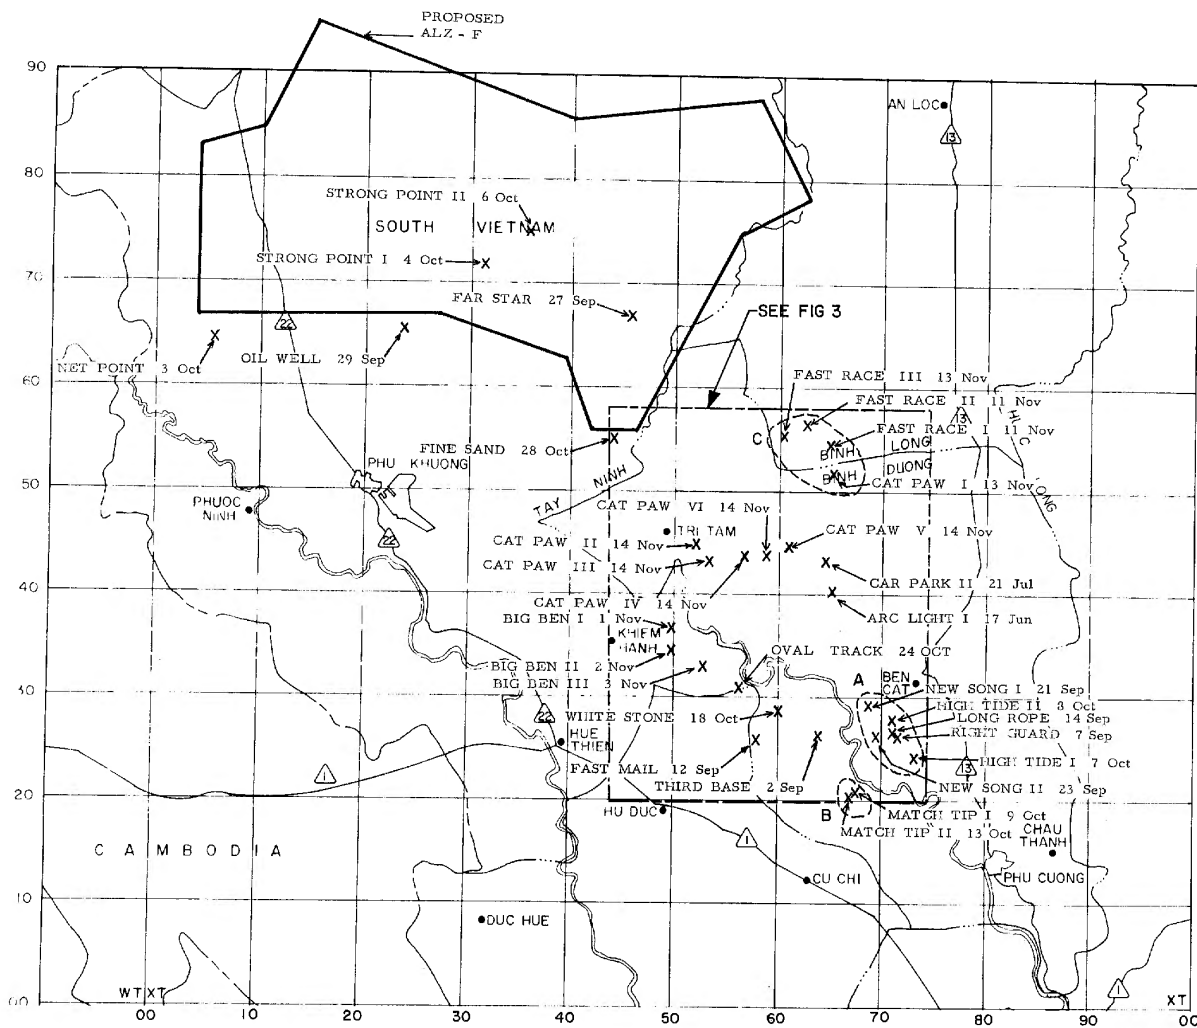 PROPOSED
ALZ - F
90
AN LOC
13
80
STRONG POINT II 6 Oct
SOUTH VIETNAM
STRONG POINT I 4 Oct
70
FAR STAR 27 Sep
SEE FIG 3
22
OIL WELL 29 Sep
NET POINT 3 Oct
60
FAST RACE III 13 Nov
FAST RACE II 11 Nov
13
C
FAST RACE I 11 Nov
FINE SAND 28 Oct
BINH LONG
BINH DUONG
PHU KHUONG
TAY NINH
CAT PAW I 13 Nov
LONG
50
PHUOC
NINH
CAT PAW VI 14 Nov
TRI TAM
CAT PAW V 14 Nov
22
CAT PAW II 14 Nov
CAT PAW III 14 Nov
CAR PARK II 21 Jul
40
CAT PAW IV 14 Nov
BIG BEN I 1 Nov
ARC LIGHT I 17 Jun
KHIEM
HANH
OVAL TRACK 24 OCT
BIG BEN II 2 Nov
BIG BEN III 3 Nov
A
BEN
CAT
NEW SONG I 21 Sep
30
HIGH TIDE II 8 Oct
22
WHITE STONE 18 Oct
LONG ROPE 14 Sep
RIGHT GUARD 7 Sep
HUE
THIEN
HIGH TIDE I 7 Oct
1
FAST MAIL 12 Sep
13
THIRD BASE 2 Sep
NEW SONG II 23 Sep
20
HU DUC
B
MATCH TIP I 9 Oct
MATCH TIP II 13 Oct
CHAU
THANH
1
CAMBODIA
CU CHI
PHU CUONG
10
DUC HUE
00
WT XT
1
XT
00 10 20 30 40 50 60 70 80 90 00